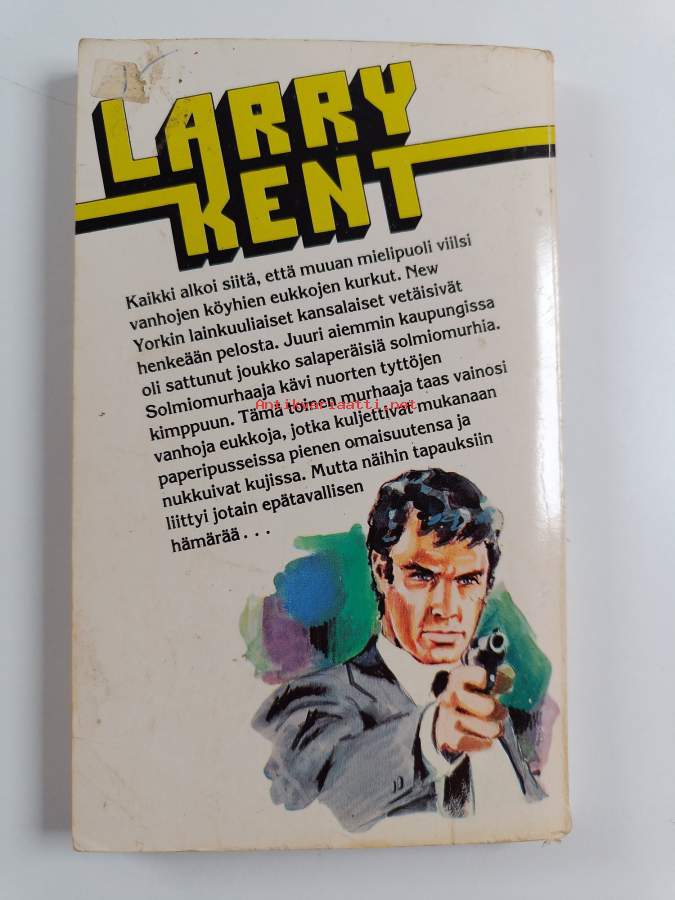 LARRY
KENT
Kaikki alkoi siitä, että muuan mielipuoli viilsi
vanhojen köyhien eukkojen kurkut. New
Yorkin lainkuuliaiset kansalaiset vetäisivät
henkeään pelosta. Juuri aiemmin kaupungissa
oli sattunut joukko salaperäisiä solmiomurhia.
Solmiomurhaaja kävi nuorten tyttöjen
kimppuun. Tämä toinen murhaaja taas vainosi
Antikvariaatti.net
vanhoja eukkoja, jotka kuljettivat mukanaan
paperipusseissa pienen omaisuutensa ja
nukkuivat kujissa. Mutta näihin tapauksiin
liittyi jotain epätavallisen
hämärää . . .